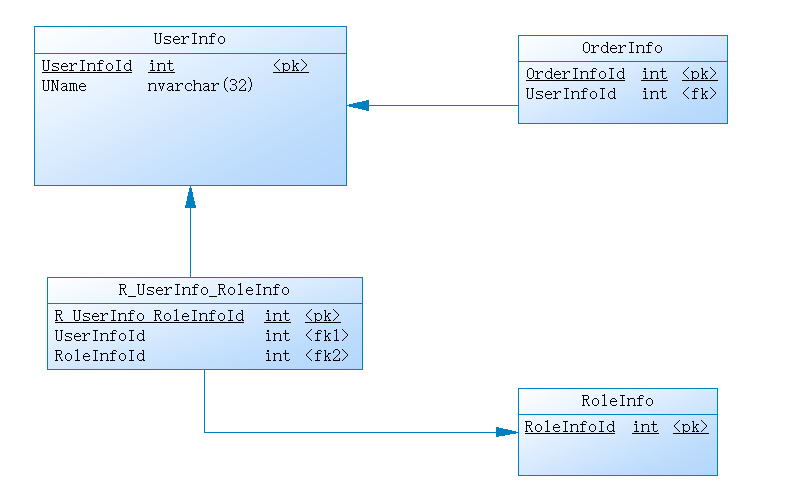 UserInfo
UserInfoId int <pk>
UName nvarchar(32)
OrderInfo
OrderInfoId int <pk>
UserInfoId int <fk>
R_UserInfo_RoleInfo
R_UserInfo_RoleInfoId int <pk>
UserInfoId int <fk1>
RoleInfoId int <fk2>
RoleInfo
RoleInfoId int <pk>